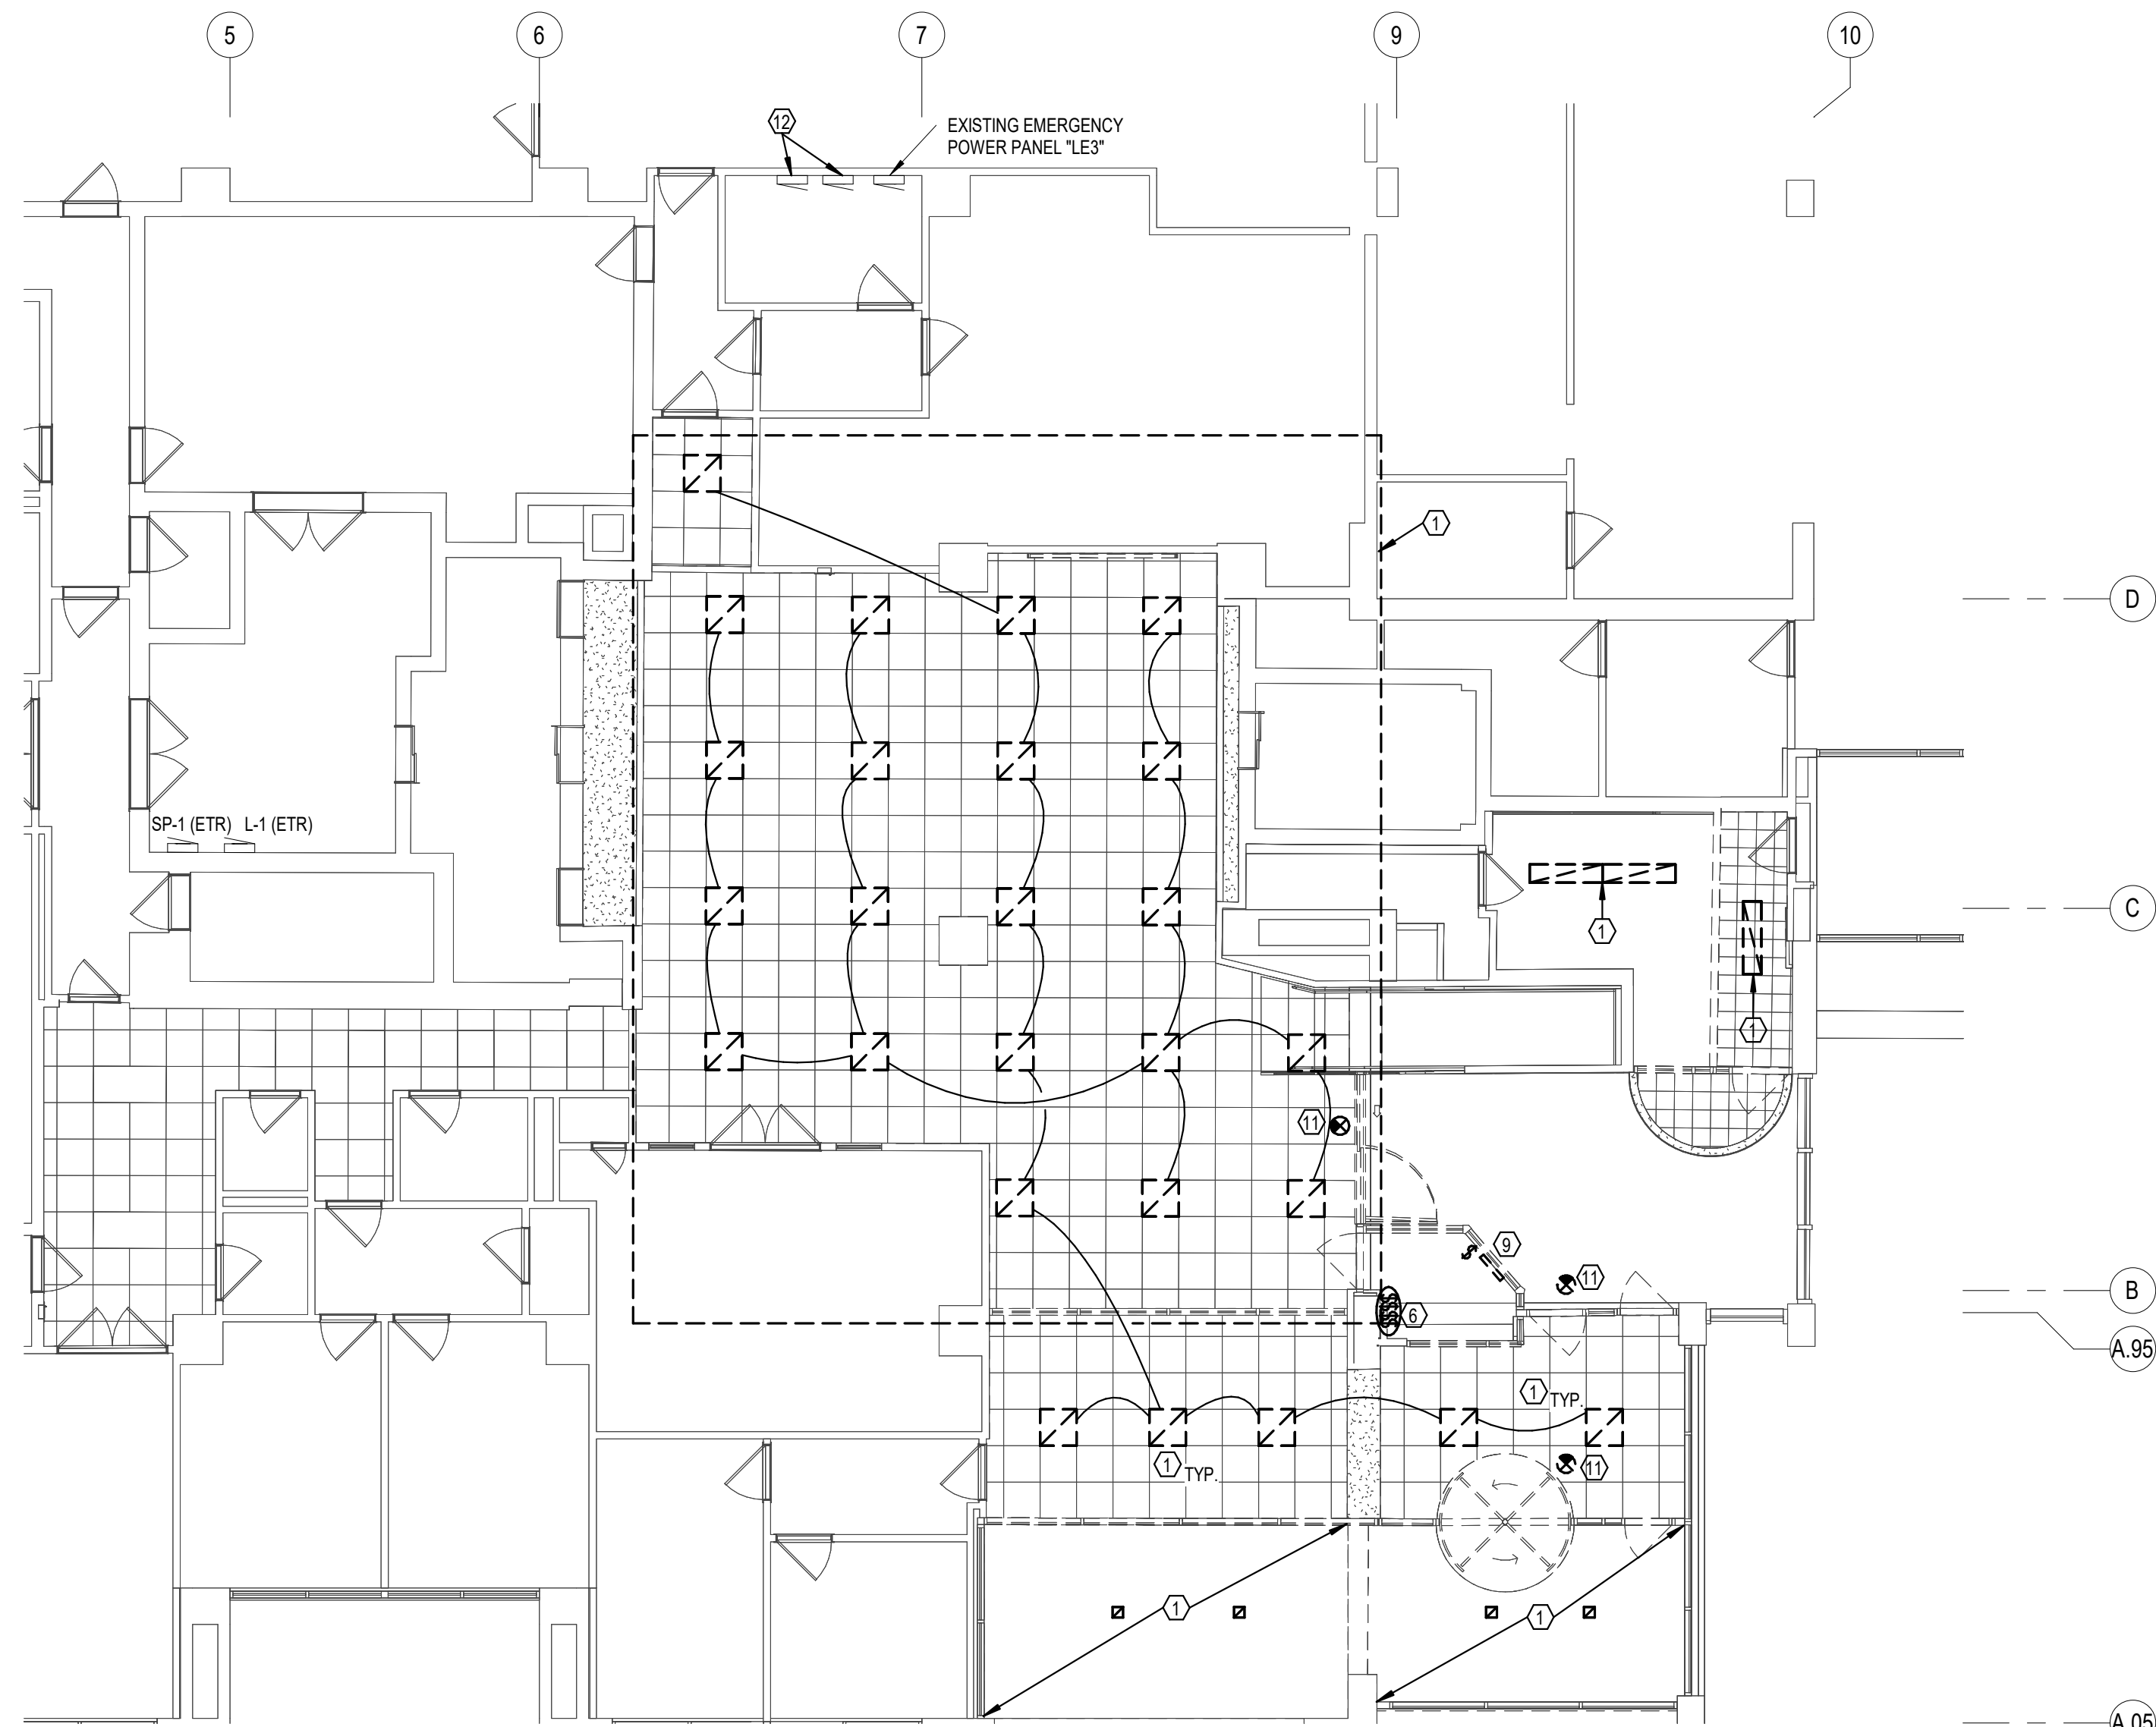 5
6
7
9
10
12
EXISTING EMERGENCY
POWER PANEL "LE3"
1
D
SP-1 (ETR)
L-1 (ETR)
C
1
1
11
9
11
B
6
A.95
1 TYP.
1 TYP.
11
1
1
A.05